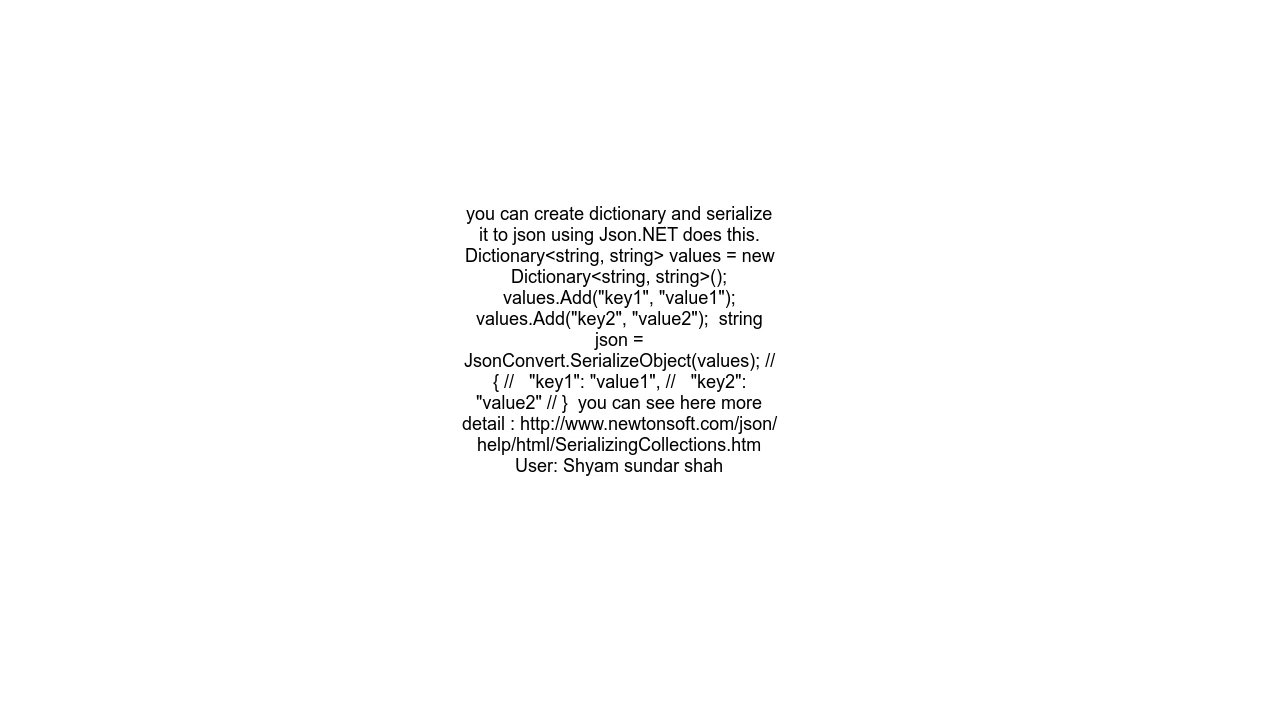 you can create dictionary and serialize
it to json using Json.NET does this.
Dictionary<string, string> values = new
Dictionary<string, string>();
values.Add("key1", "value1");
values.Add("key2", "value2");  string
json =
JsonConvert.SerializeObject(values); //
{ //   "key1": "value1", //   "key2":
"value2" // }  you can see here more
detail : http://www.newtonsoft.com/json/
help/html/SerializingCollections.htm
User: Shyam sundar shah